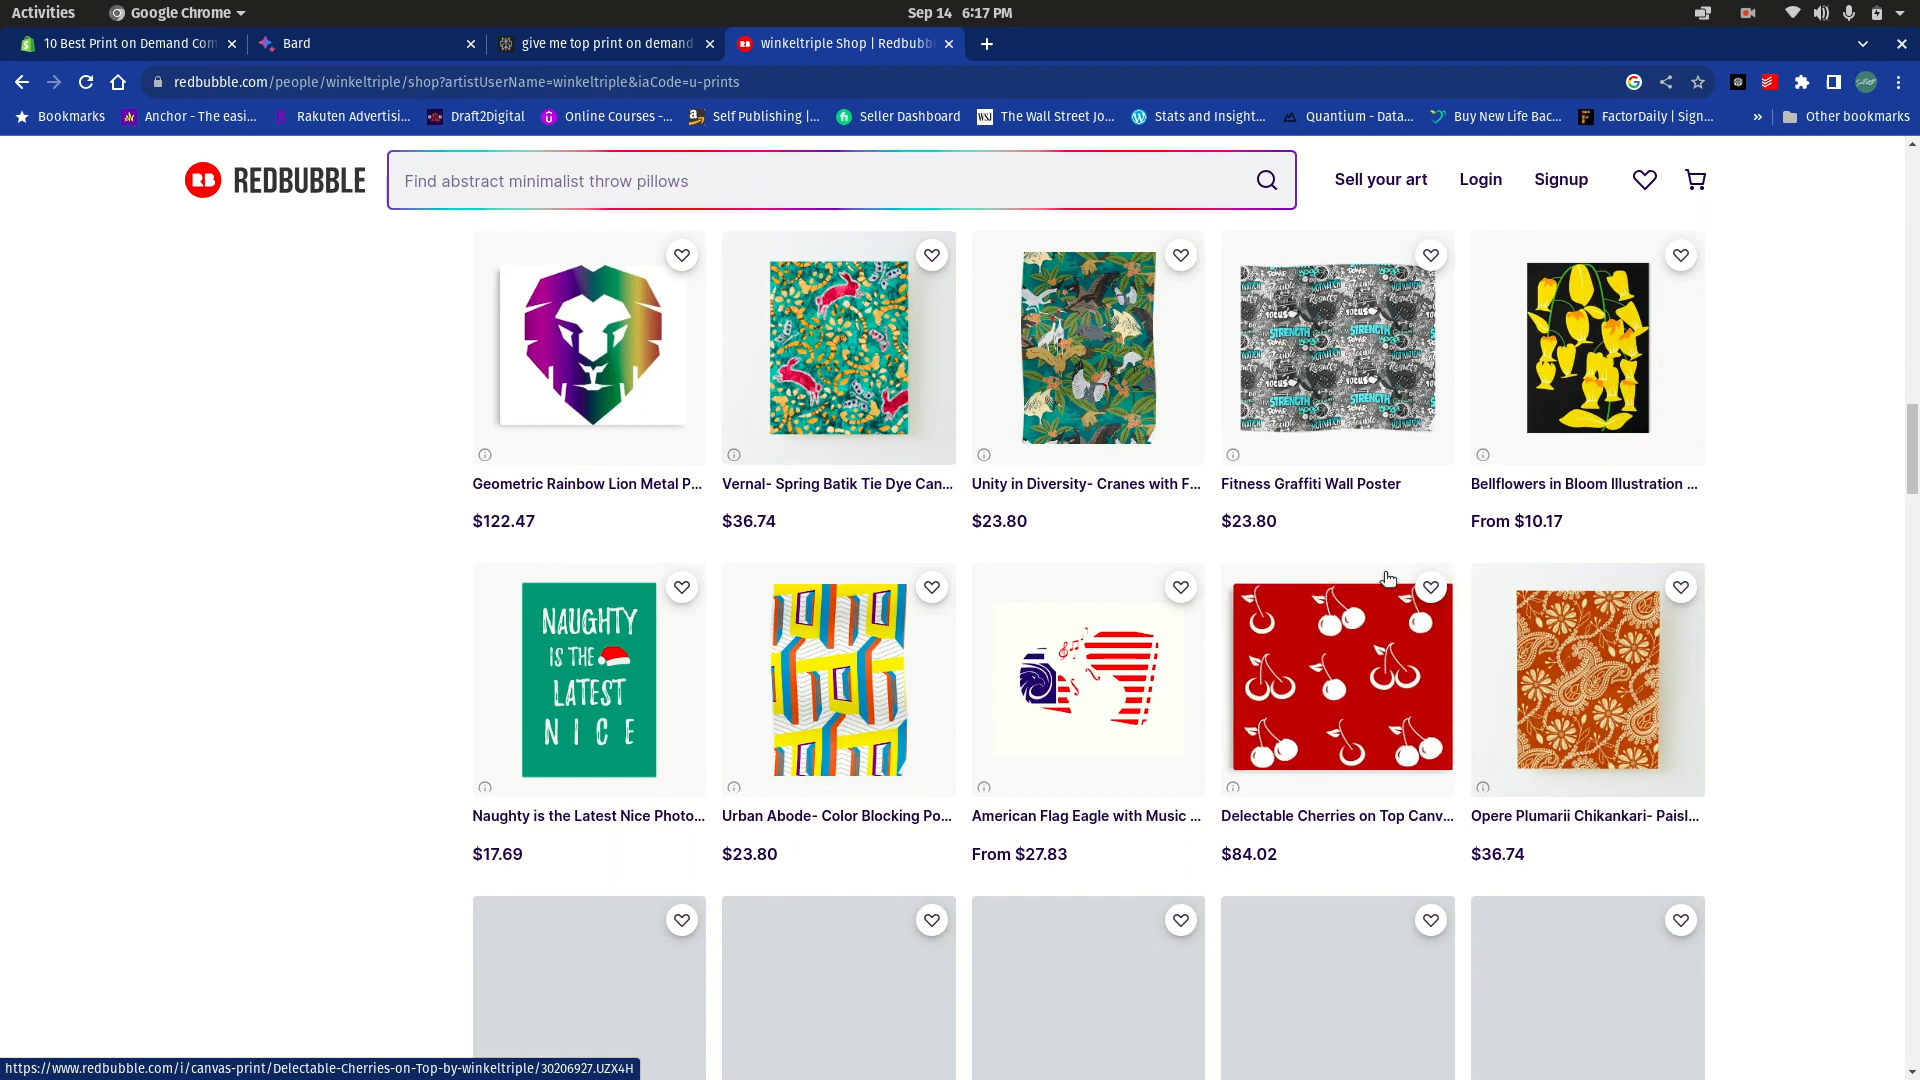 Activities Google Chrome Sep 14 6:17 PM
10 Best Print on Demand Com Bard give me top print on demand winkeltriple Shop | Redbubb
redbubble.com/people/winkeltriple/shop?artistUserName=winkeltriple&iaCode=u-prints
Bookmarks Anchor - The easi... Rakuten Advertisi... Draft2Digital Online Courses -... Self Publishing |... Seller Dashboard The Wall Street Jo... Stats and Insight... Quantium - Data... Buy New Life Bac... FactorDaily | Sign... » Other bookmarks
RB REDBUBBLE Find abstract minimalist throw pillows Sell your art Login Signup
Geometric Rainbow Lion Metal P... Vernal- Spring Batik Tie Dye Can... Unity in Diversity- Cranes with F... Fitness Graffiti Wall Poster Bellflowers in Bloom Illustration ...
$122.47 $36.74 $23.80 $23.80 From $10.17
NAUGHTY
IS THE
LATEST
NICE
Naughty is the Latest Nice Photo... Urban Abode- Color Blocking Po... American Flag Eagle with Music ... Delectable Cherries on Top Canv... Opere Plumarii Chikankari- Paisl...
$17.69 $23.80 From $27.83 $84.02 $36.74
https://www.redbubble.com/i/canvas-print/Delectable-Cherries-on-Top-by-winkeltriple/30206927.UZX4H